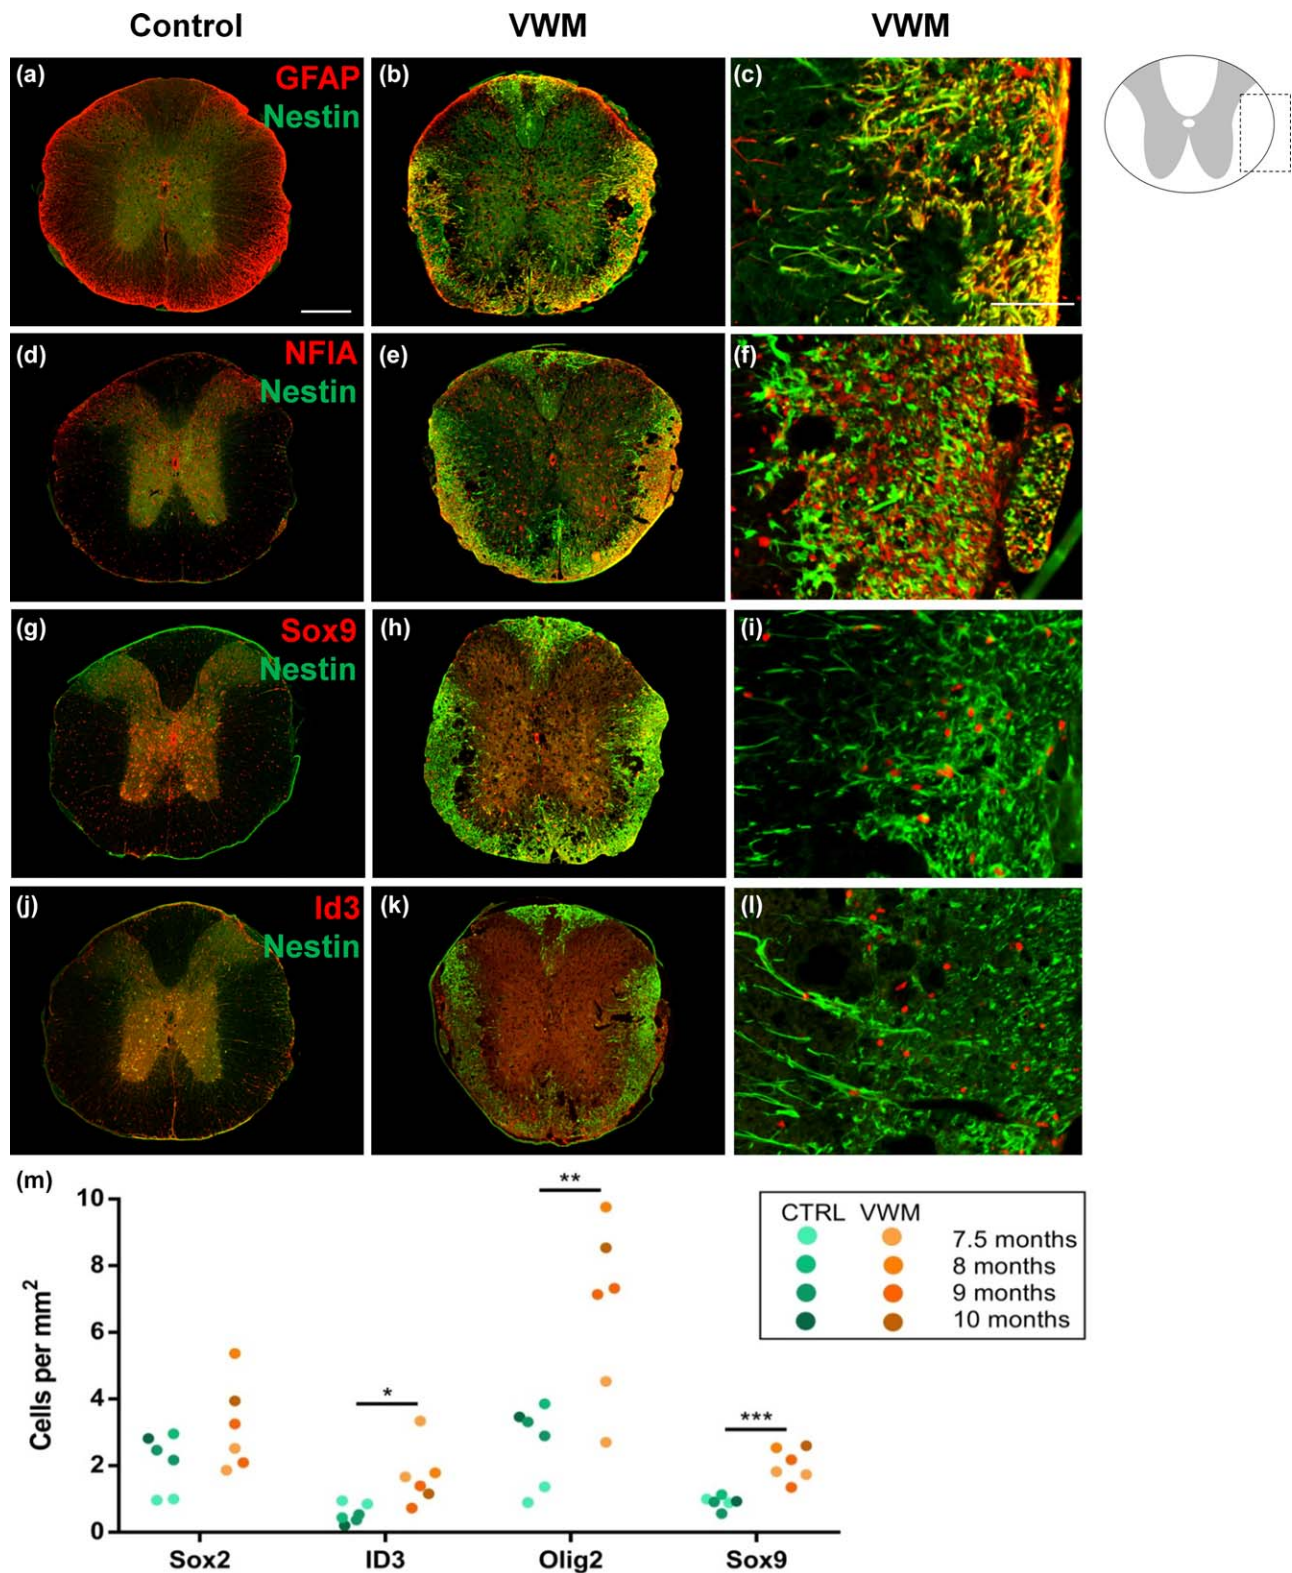 Control VWM VWM
(a) GFAP
Nestin
(b)
(c)
(d) NFIA
Nestin
(e)
(f)
(g) Sox9
Nestin
(h)
(i)
(j) Id3
Nestin
(k)
(l)
(m)
Cells per mm²
10
8
6
4
2
0
*
**
***
Sox2 ID3 Olig2 Sox9
CTRL VWM
7.5 months
8 months
9 months
10 months